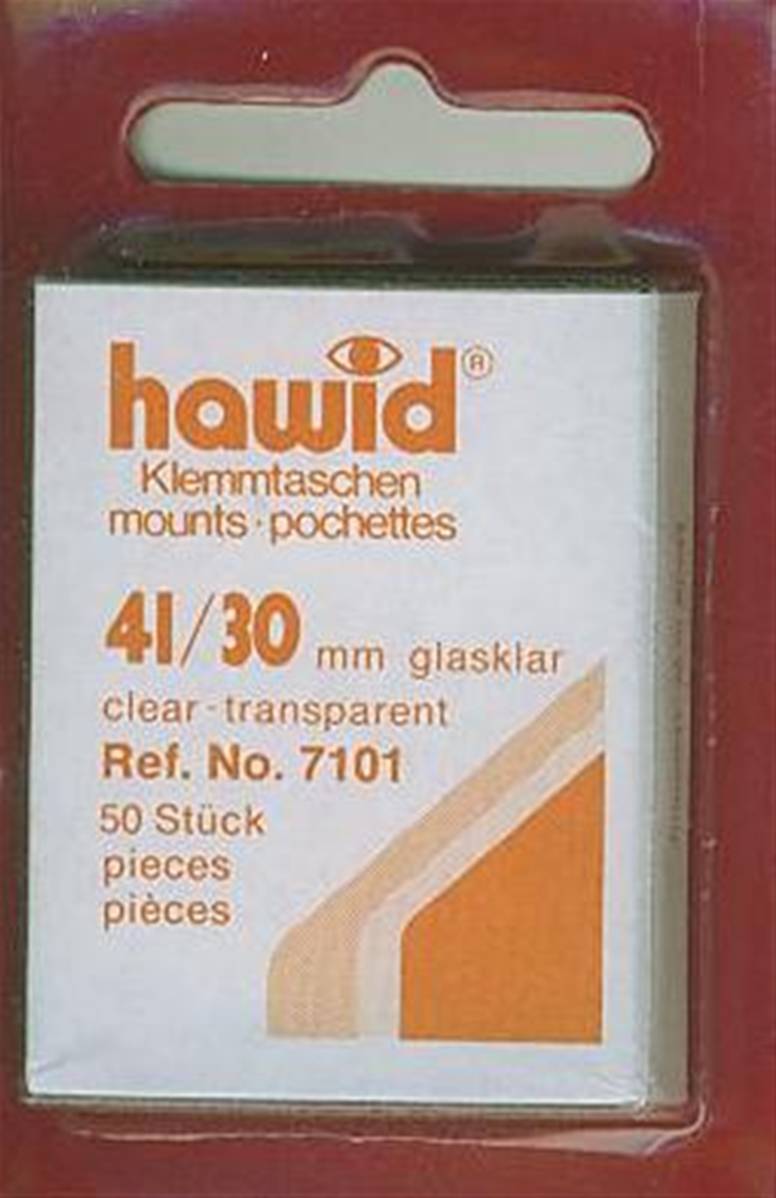 hawid®
Klemmtaschen
mounts · pochettes
41/30 mm glasklar
clear - transparent
Ref. No. 7101
50 Stück
pieces
pièces